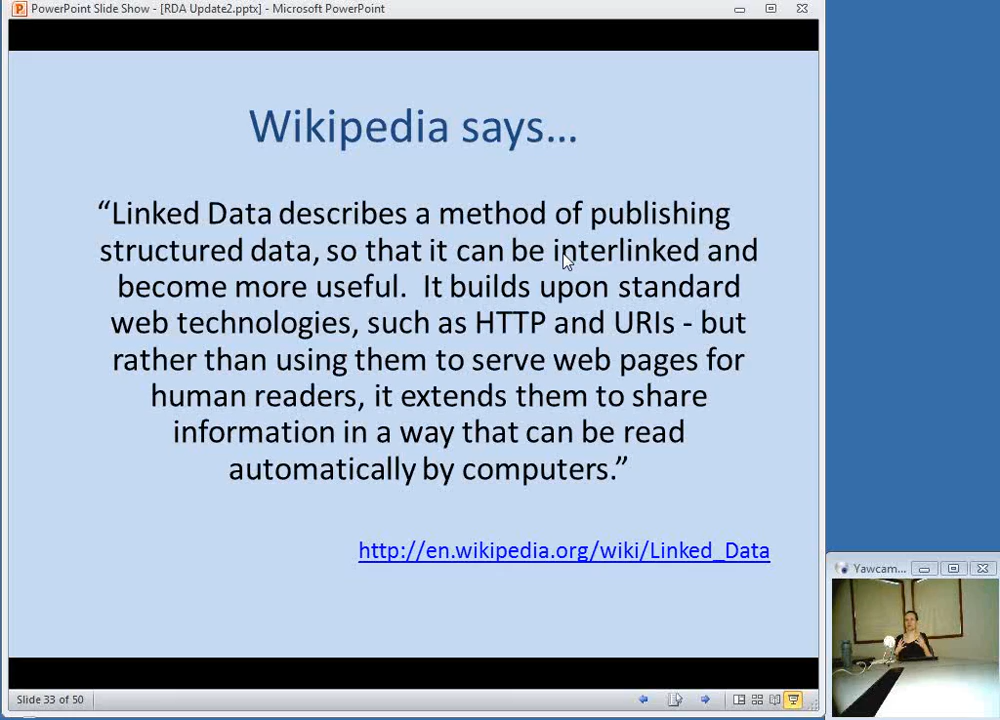 PowerPoint Slide Show - [RDA Update2.pptx] - Microsoft PowerPoint
Wikipedia says...
“Linked Data describes a method of publishing
structured data, so that it can be interlinked and
become more useful.  It builds upon standard
web technologies, such as HTTP and URIs - but
rather than using them to serve web pages for
human readers, it extends them to share
information in a way that can be read
automatically by computers.”
http://en.wikipedia.org/wiki/Linked_Data
Yawcam...
Slide 33 of 50